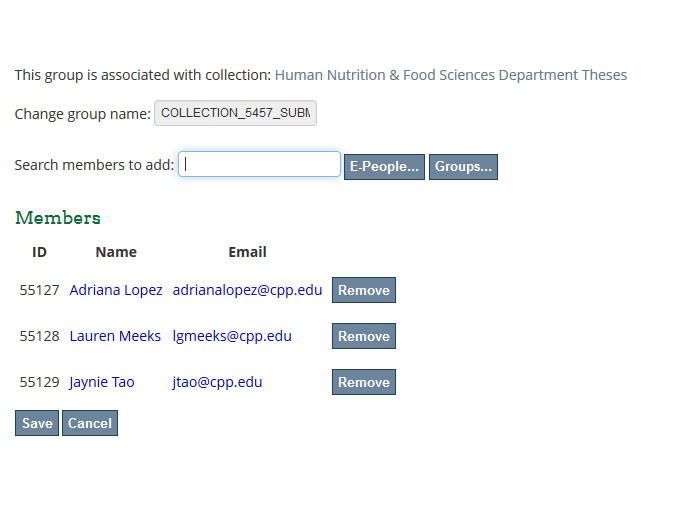 This group is associated with collection: Human Nutrition & Food Sciences Department Theses
Change group name: COLLECTION_5457_SUBM
Search members to add: E-People... Groups...
Members
ID Name Email
55127 Adriana Lopez adrianalopez@cpp.edu Remove
55128 Lauren Meeks lgmeeks@cpp.edu Remove
55129 Jaynie Tao jtao@cpp.edu Remove
Save Cancel